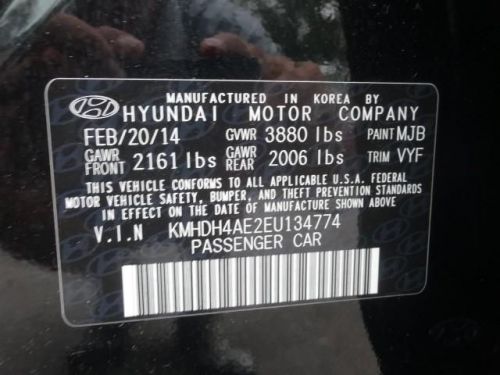 MANUFACTURED IN KOREA BY
HYUNDAI MOTOR COMPANY
FEB/20/14 GVWR 3880 lbs PAINT MJB
GAWR FRONT 2161 lbs GAWR REAR 2006 lbs TRIM VYF
THIS VEHICLE CONFORMS TO ALL APPLICABLE U.S.A. FEDERAL
MOTOR VEHICLE SAFETY, BUMPER, AND THEFT PREVENTION STANDARDS
IN EFFECT ON THE DATE OF MANUFACTURE SHOWN ABOVE.
V.I.N KMHDH4AE2EU134774
PASSENGER CAR